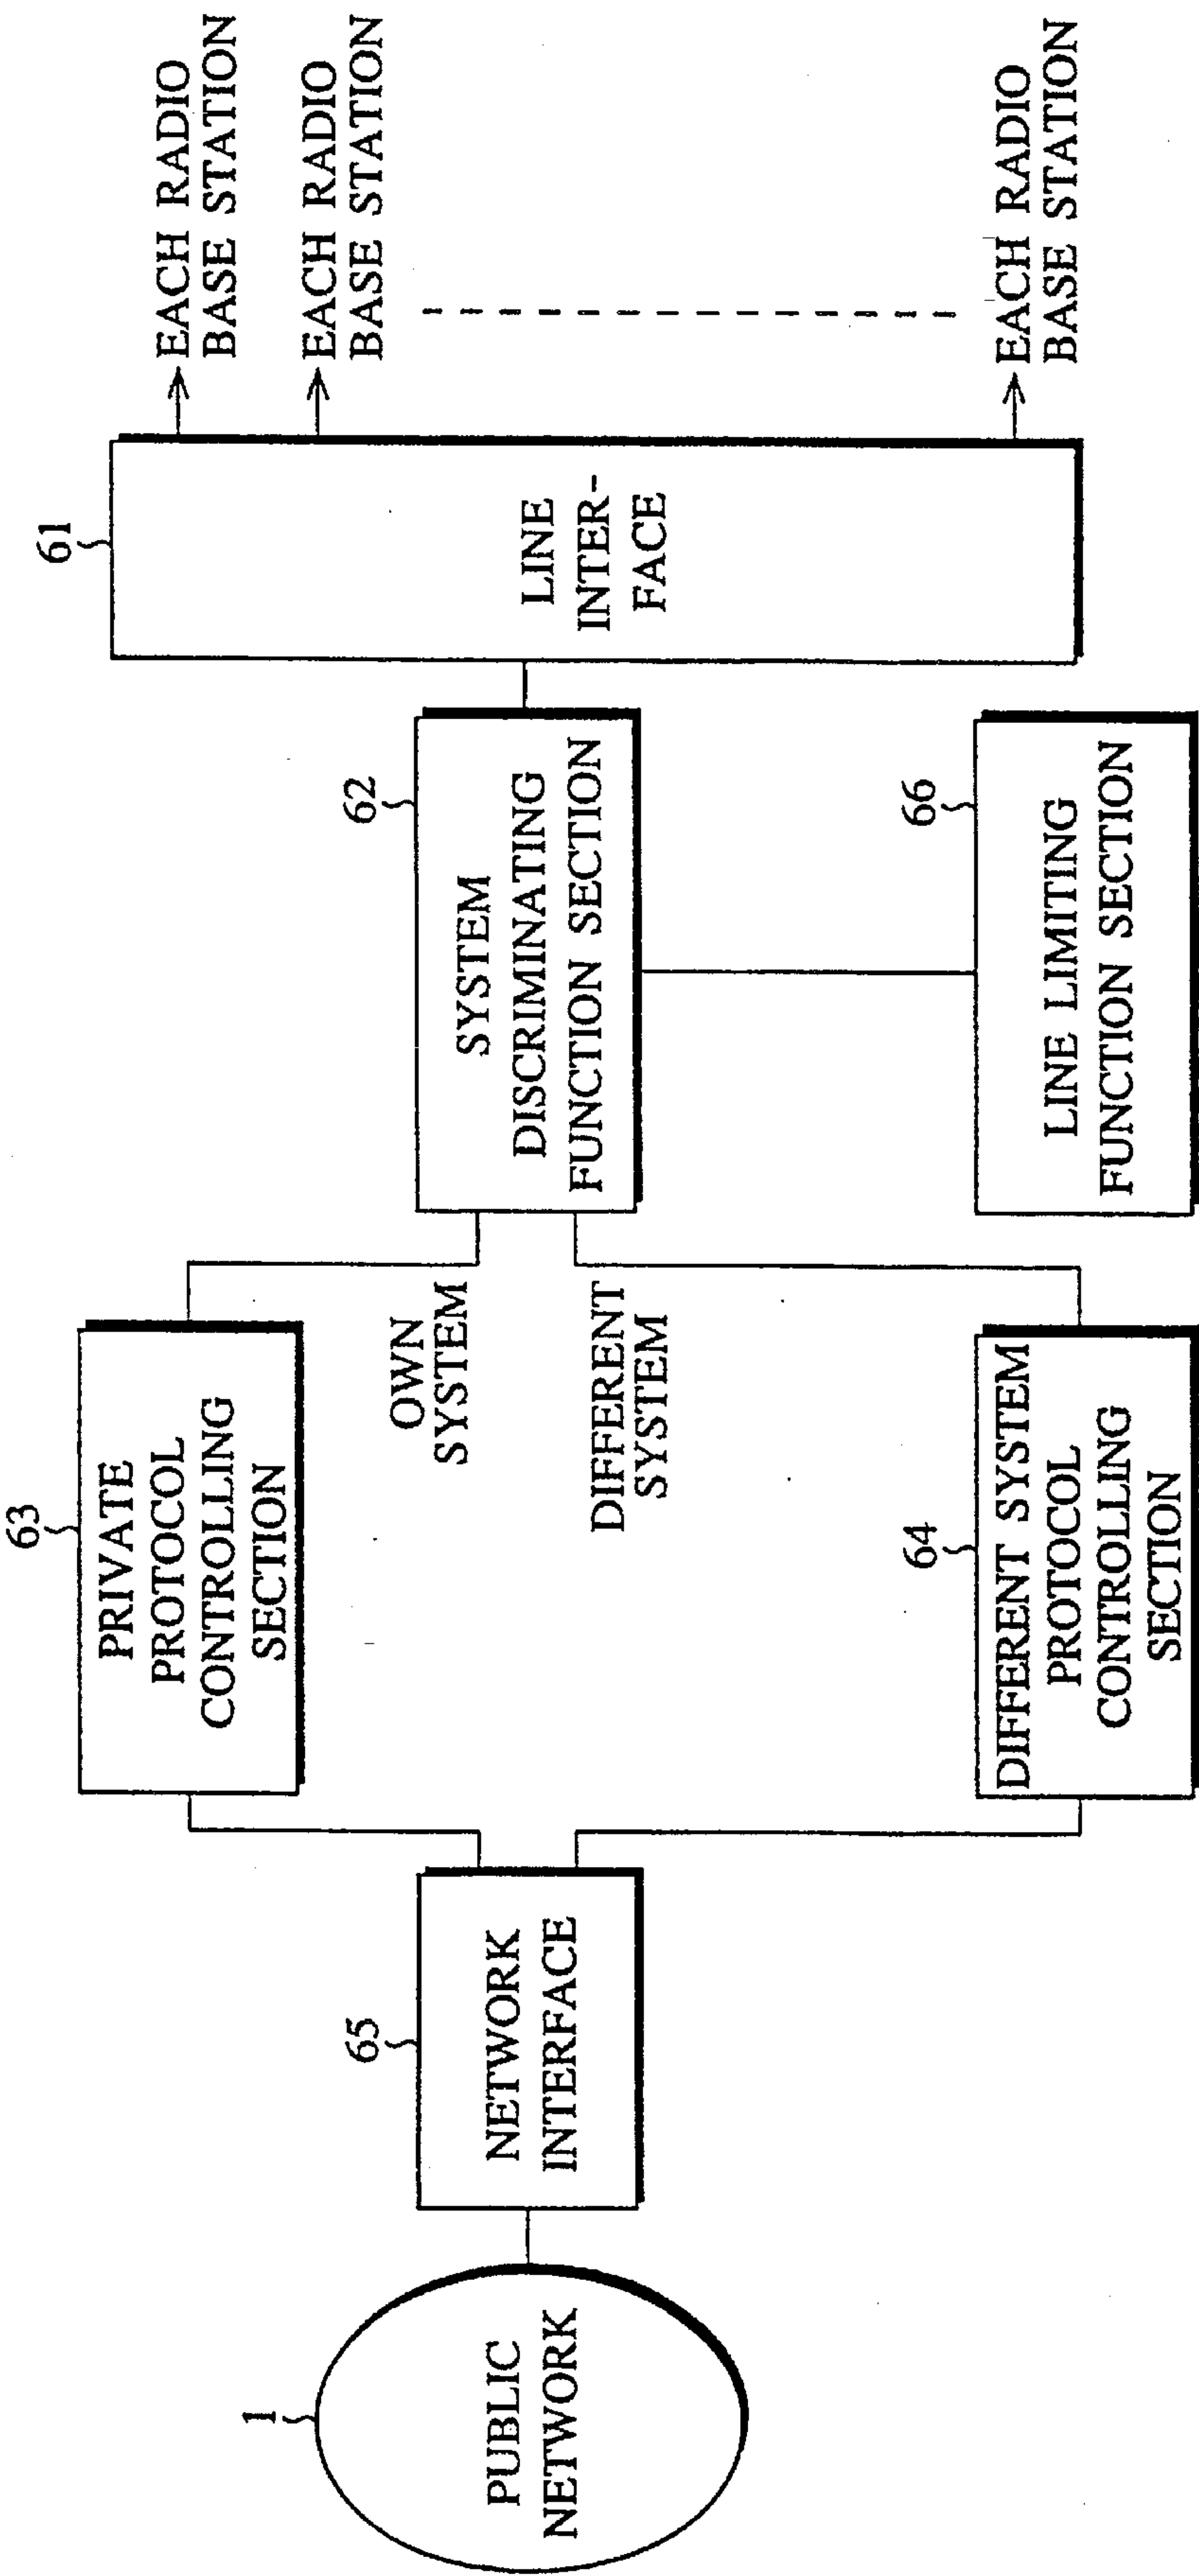 1
PUBLIC
NETWORK
65
NETWORK
INTERFACE
63
PRIVATE
PROTOCOL
CONTROLLING
SECTION
OWN
SYSTEM
DIFFERENT
SYSTEM
64
DIFFERENT SYSTEM
PROTOCOL
CONTROLLING
SECTION
62
SYSTEM
DISCRIMINATING
FUNCTION SECTION
66
LINE LIMITING
FUNCTION SECTION
61
LINE
INTER-
FACE
EACH RADIO
BASE STATION
EACH RADIO
BASE STATION
EACH RADIO
BASE STATION